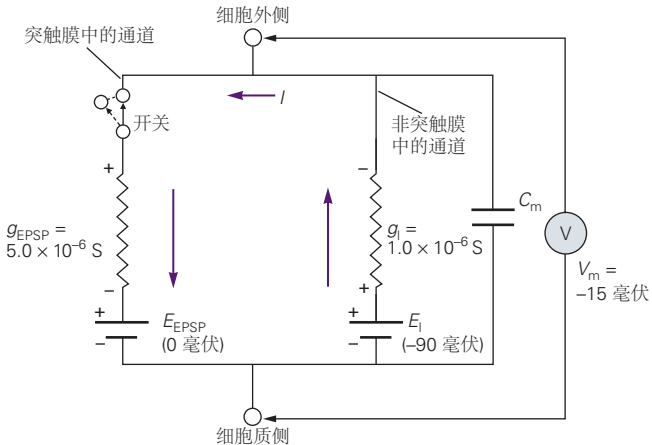 细胞外侧
突触膜中的通道
I
开关
非突触膜
中的通道
+
−
g_EPSP =
5.0 × 10⁻⁶ S
g_l =
1.0 × 10⁻⁶ S
C_m
V
V_m =
–15 毫伏
−
+
+
−
E_EPSP
(0 毫伏)
+
−
E_l
(–90 毫伏)
细胞质侧